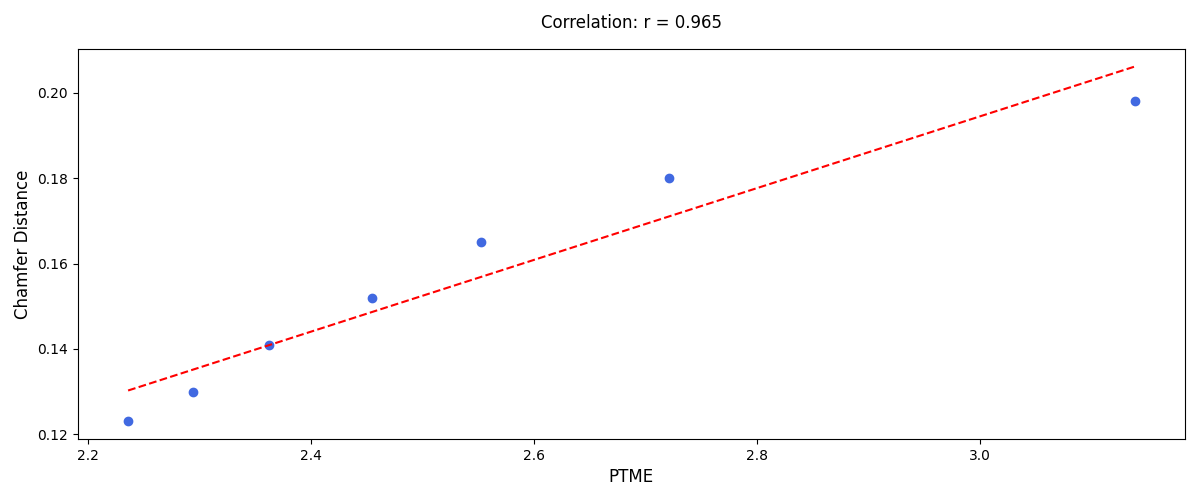 Correlation: r = 0.965
Chamfer Distance
0.20
0.18
0.16
0.14
0.12
2.2 2.4 2.6 2.8 3.0
PTME